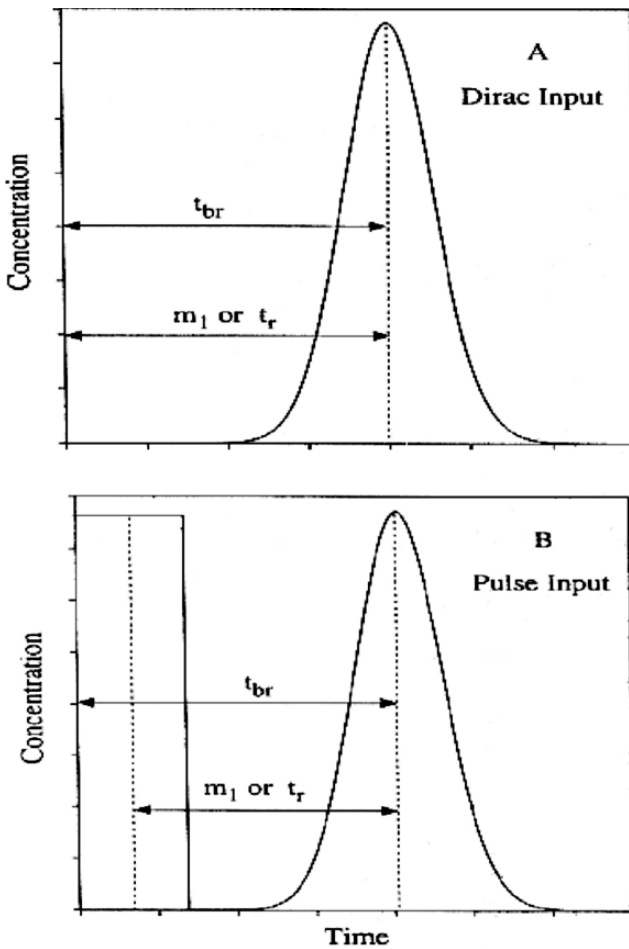 A
Dirac Input
Concentration
t_br
m_1 or t_r
B
Pulse Input
Concentration
t_br
m_1 or t_r
Time